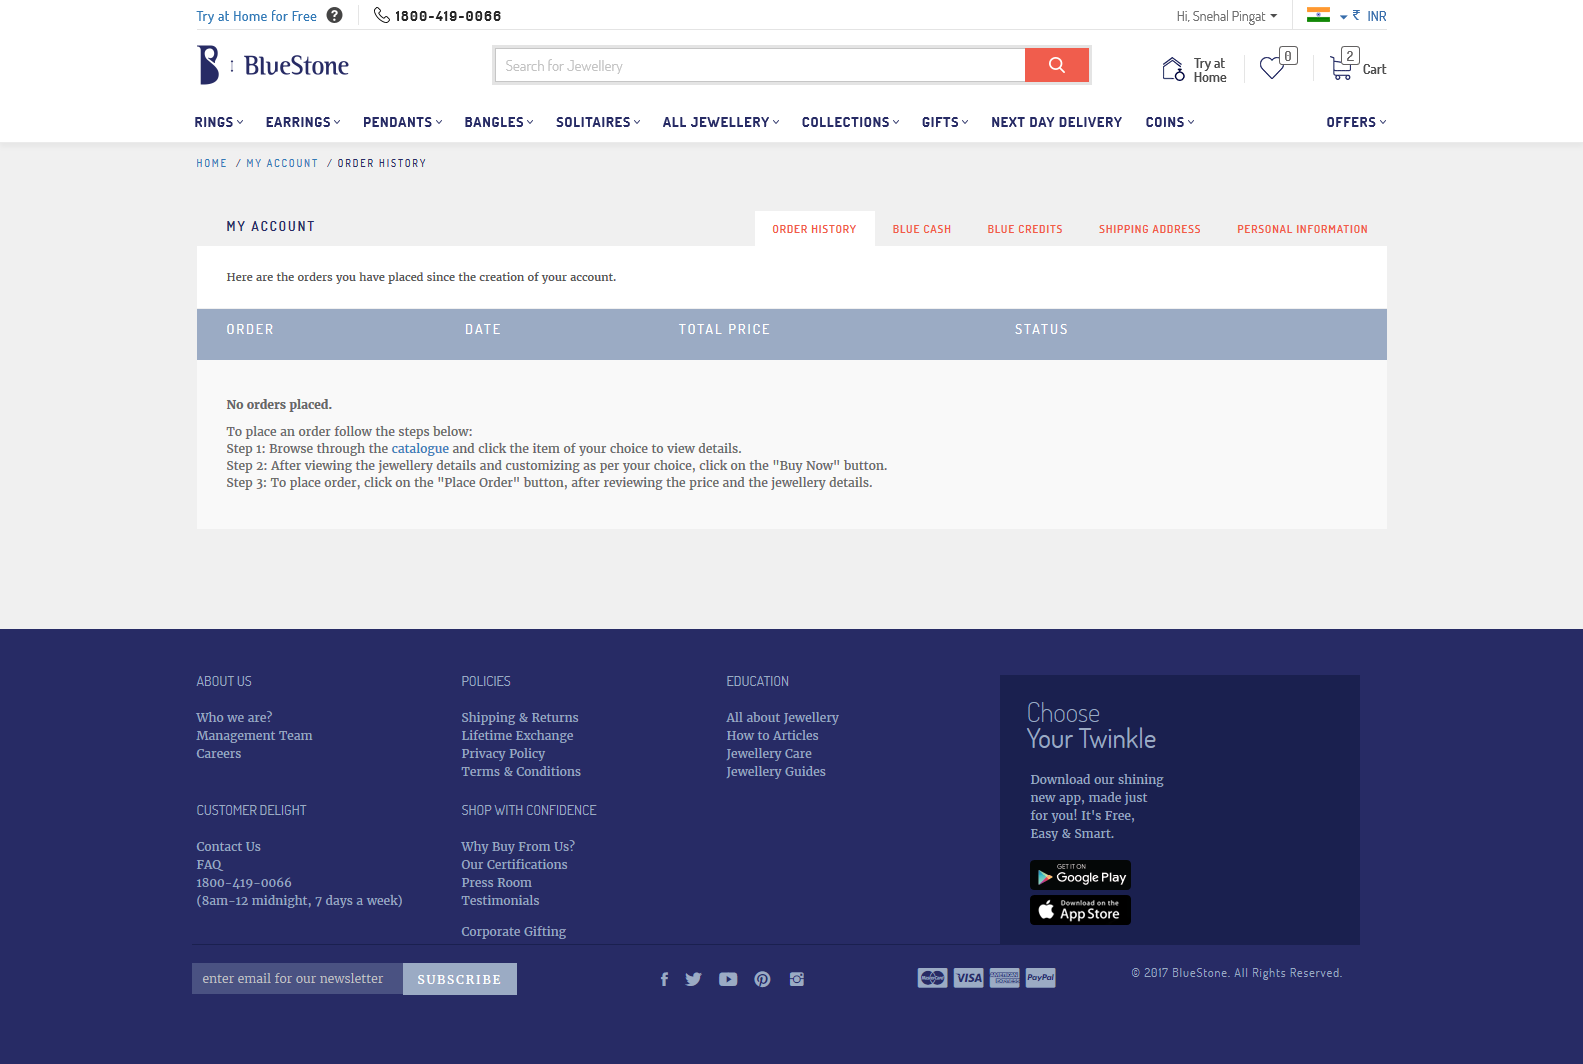 Try at Home for Free ?
1800-419-0066
Hi, Snehal Pingat
₹ INR
BlueStone
Search for Jewellery
Try at
Home
0
2
Cart
RINGS
EARRINGS
PENDANTS
BANGLES
SOLITAIRES
ALL JEWELLERY
COLLECTIONS
GIFTS
NEXT DAY DELIVERY
COINS
OFFERS
HOME / MY ACCOUNT / ORDER HISTORY
MY ACCOUNT
ORDER HISTORY
BLUE CASH
BLUE CREDITS
SHIPPING ADDRESS
PERSONAL INFORMATION
Here are the orders you have placed since the creation of your account.
ORDER
DATE
TOTAL PRICE
STATUS
No orders placed.
To place an order follow the steps below:
Step 1: Browse through the catalogue and click the item of your choice to view details.
Step 2: After viewing the jewellery details and customizing as per your choice, click on the "Buy Now" button.
Step 3: To place order, click on the "Place Order" button, after reviewing the price and the jewellery details.
ABOUT US
Who we are?
Management Team
Careers
POLICIES
Shipping & Returns
Lifetime Exchange
Privacy Policy
Terms & Conditions
EDUCATION
All about Jewellery
How to Articles
Jewellery Care
Jewellery Guides
CUSTOMER DELIGHT
Contact Us
FAQ
1800-419-0066
(8am-12 midnight, 7 days a week)
SHOP WITH CONFIDENCE
Why Buy From Us?
Our Certifications
Press Room
Testimonials
Corporate Gifting
Choose
Your Twinkle
Download our shining
new app, made just
for you! It's Free,
Easy & Smart.
GET IT ON
Google Play
Download on the
App Store
enter email for our newsletter
SUBSCRIBE
MasterCard
VISA
AMERICAN EXPRESS
PayPal
© 2017 BlueStone. All Rights Reserved.